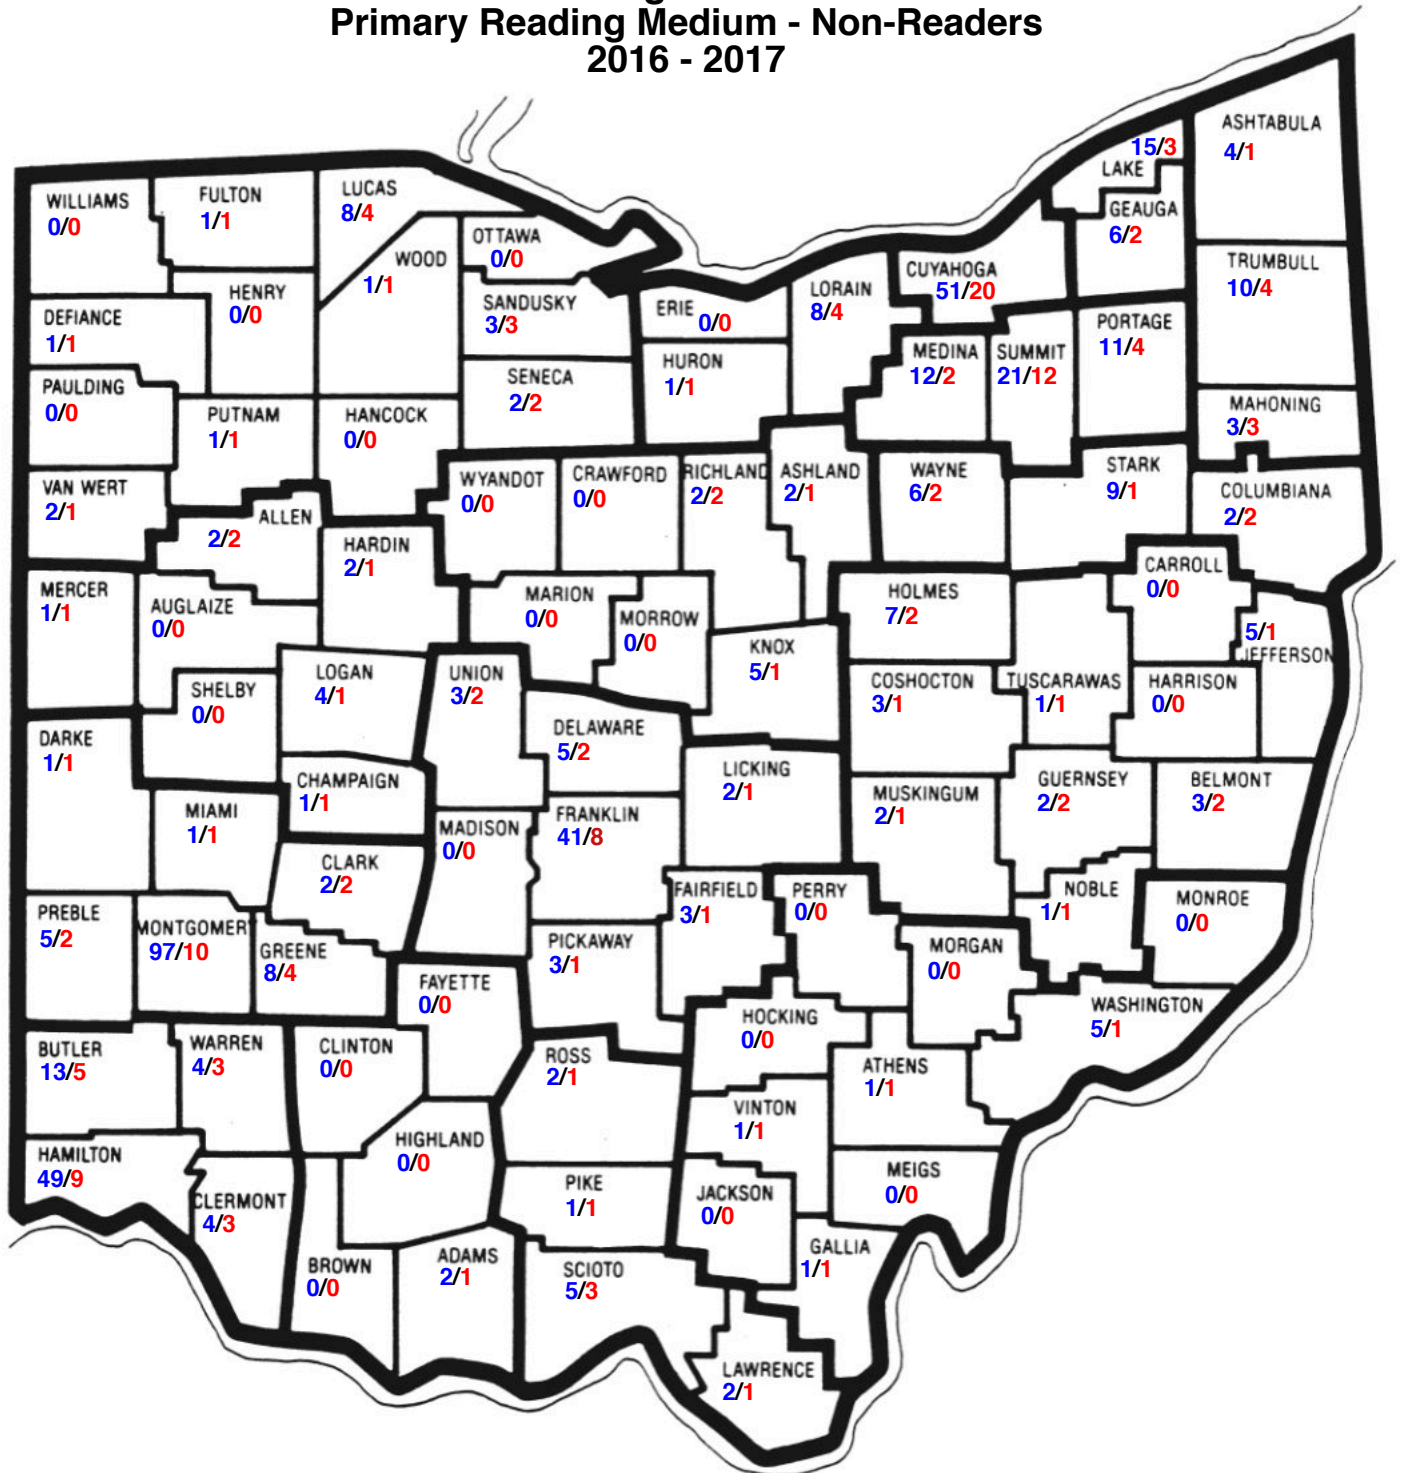 Primary Reading Medium - Non-Readers
2016 - 2017
ASHTABULA
4/1
15/3
LAKE
GEAUGA
6/2
WILLIAMS
0/0
FULTON
1/1
LUCAS
8/4
OTTAWA
0/0
WOOD
1/1
HENRY
0/0
SANDUSKY
3/3
ERIE 0/0
LORAIN
8/4
CUYAHOGA
51/20
TRUMBULL
10/4
DEFIANCE
1/1
PORTAGE
11/4
MEDINA
12/2
SUMMIT
21/12
HURON
1/1
SENECA
2/2
PAULDING
0/0
PUTNAM
1/1
HANCOCK
0/0
MAHONING
3/3
VAN WERT
2/1
WYANDOT
0/0
CRAWFORD
0/0
RICHLAND
2/2
ASHLAND
2/1
WAYNE
6/2
STARK
9/1
COLUMBIANA
2/2
ALLEN
2/2
HARDIN
2/1
CARROLL
0/0
MERCER
1/1
AUGLAIZE
0/0
MARION
0/0
MORROW
0/0
HOLMES
7/2
5/1
JEFFERSON
KNOX
5/1
LOGAN
4/1
UNION
3/2
SHELBY
0/0
COSHOCTON
3/1
TUSCARAWAS
1/1
HARRISON
0/0
DARKE
1/1
DELAWARE
5/2
CHAMPAIGN
1/1
LICKING
2/1
MUSKINGUM
2/1
GUERNSEY
2/2
BELMONT
3/2
MIAMI
1/1
MADISON
0/0
FRANKLIN
41/8
CLARK
2/2
FAIRFIELD
3/1
PERRY
0/0
NOBLE
1/1
MONROE
0/0
PREBLE
5/2
MONTGOMERY
97/10
GREENE
8/4
PICKAWAY
3/1
MORGAN
0/0
FAYETTE
0/0
WASHINGTON
5/1
HOCKING
0/0
BUTLER
13/5
WARREN
4/3
CLINTON
0/0
ROSS
2/1
ATHENS
1/1
VINTON
1/1
HIGHLAND
0/0
HAMILTON
49/9
CLERMONT
4/3
PIKE
1/1
JACKSON
0/0
MEIGS
0/0
BROWN
0/0
ADAMS
2/1
SCIOTO
5/3
GALLIA
1/1
LAWRENCE
2/1